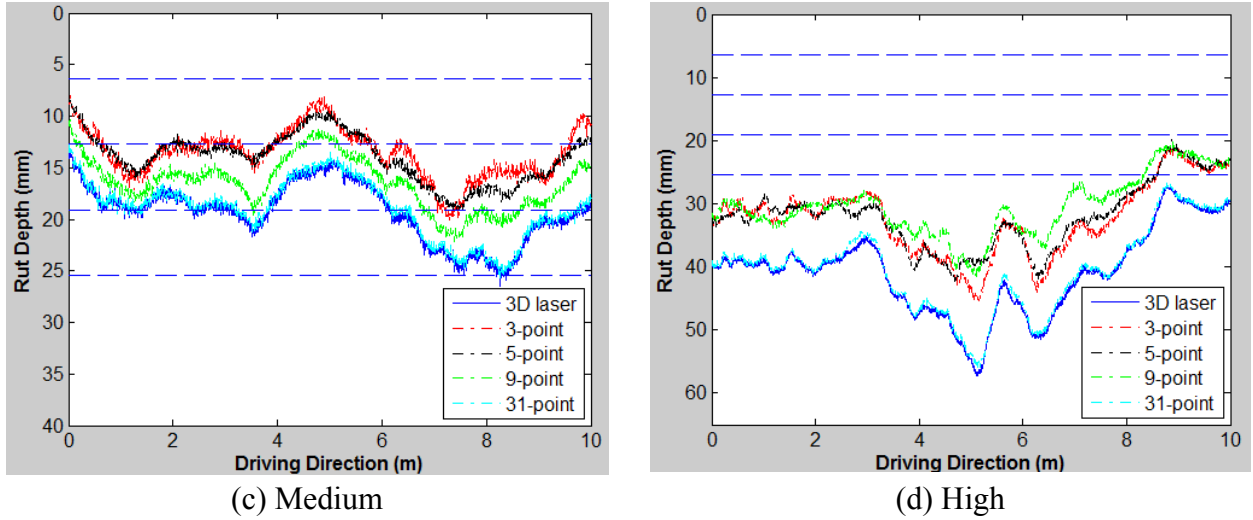 0
5
10
15
20
25
30
35
40
Rut Depth (mm)
3D laser
3-point
5-point
9-point
31-point
0 2 4 6 8 10
Driving Direction (m)
(c) Medium
0
10
20
30
40
50
60
Rut Depth (mm)
3D laser
3-point
5-point
9-point
31-point
0 2 4 6 8 10
Driving Direction (m)
(d) High